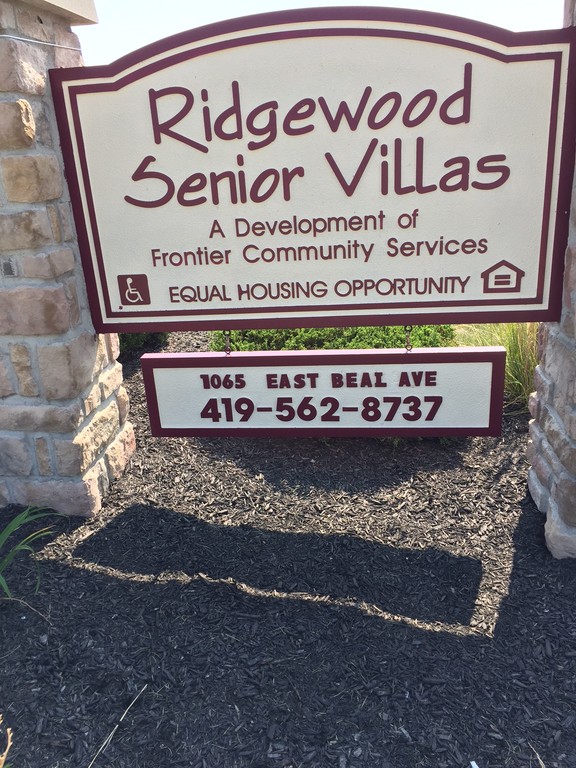 Ridgewood
Senior Villas
A Development of
Frontier Community Services
EQUAL HOUSING OPPORTUNITY
1065 EAST BEAL AVE
419-562-8737